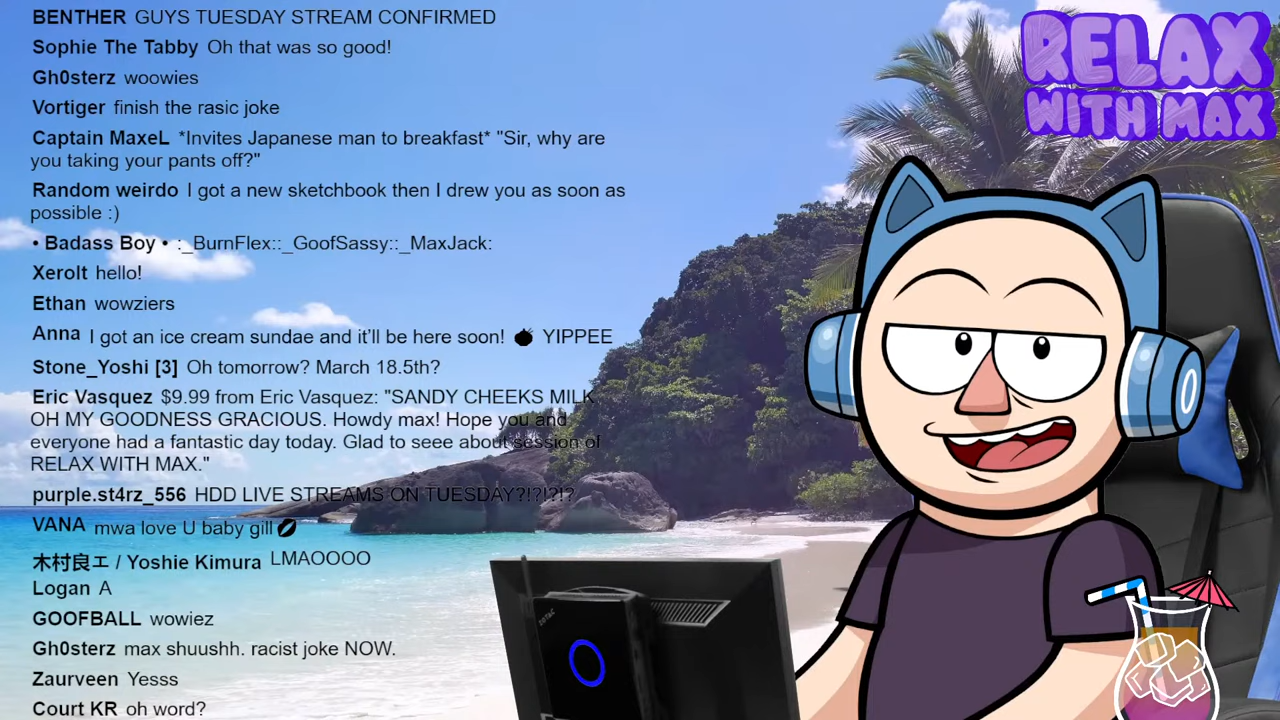 BENTHER GUYS TUESDAY STREAM CONFIRMED
RELAX
WITH MAX
Sophie The Tabby Oh that was so good!
Gh0sterz woowies
Vortiger finish the rasic joke
Captain MaxeL *Invites Japanese man to breakfast* "Sir, why are
you taking your pants off?"
Random weirdo I got a new sketchbook then I drew you as soon as
possible :)
• Badass Boy • :_BurnFlex::_GoofSassy::_MaxJack:
Xerolt hello!
Ethan wowziers
Anna I got an ice cream sundae and it’ll be here soon! YIPPEE
Stone_Yoshi [3] Oh tomorrow? March 18.5th?
Eric Vasquez $9.99 from Eric Vasquez: "SANDY CHEEKS MILK
OH MY GOODNESS GRACIOUS. Howdy max! Hope you and
everyone had a fantastic day today. Glad to seee about session of
RELAX WITH MAX."
purple.st4rz_556 HDD LIVE STREAMS ON TUESDAY?!?!?!?
VANA mwa love U baby gill
木村良エ / Yoshie Kimura LMAOOOO
Logan A
GOOFBALL wowiez
Gh0sterz max shuushh. racist joke NOW.
Zaurveen Yesss
Court KR oh word?
ZOTAC